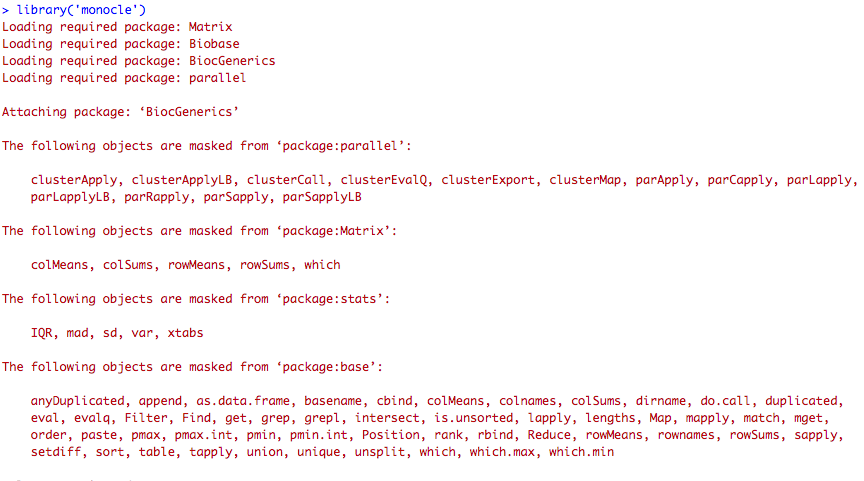 > library('monocle')
Loading required package: Matrix
Loading required package: Biobase
Loading required package: BiocGenerics
Loading required package: parallel
Attaching package: ‘BiocGenerics’
The following objects are masked from ‘package:parallel’:
clusterApply, clusterApplyLB, clusterCall, clusterEvalQ, clusterExport, clusterMap, parApply, parCapply, parLapply,
parLapplyLB, parRapply, parSapply, parSapplyLB
The following objects are masked from ‘package:Matrix’:
colMeans, colSums, rowMeans, rowSums, which
The following objects are masked from ‘package:stats’:
IQR, mad, sd, var, xtabs
The following objects are masked from ‘package:base’:
anyDuplicated, append, as.data.frame, basename, cbind, colMeans, colnames, colSums, dirname, do.call, duplicated,
eval, evalq, Filter, Find, get, grep, grepl, intersect, is.unsorted, lapply, lengths, Map, mapply, match, mget,
order, paste, pmax, pmax.int, pmin, pmin.int, Position, rank, rbind, Reduce, rowMeans, rownames, rowSums, sapply,
setdiff, sort, table, tapply, union, unique, unsplit, which, which.max, which.min